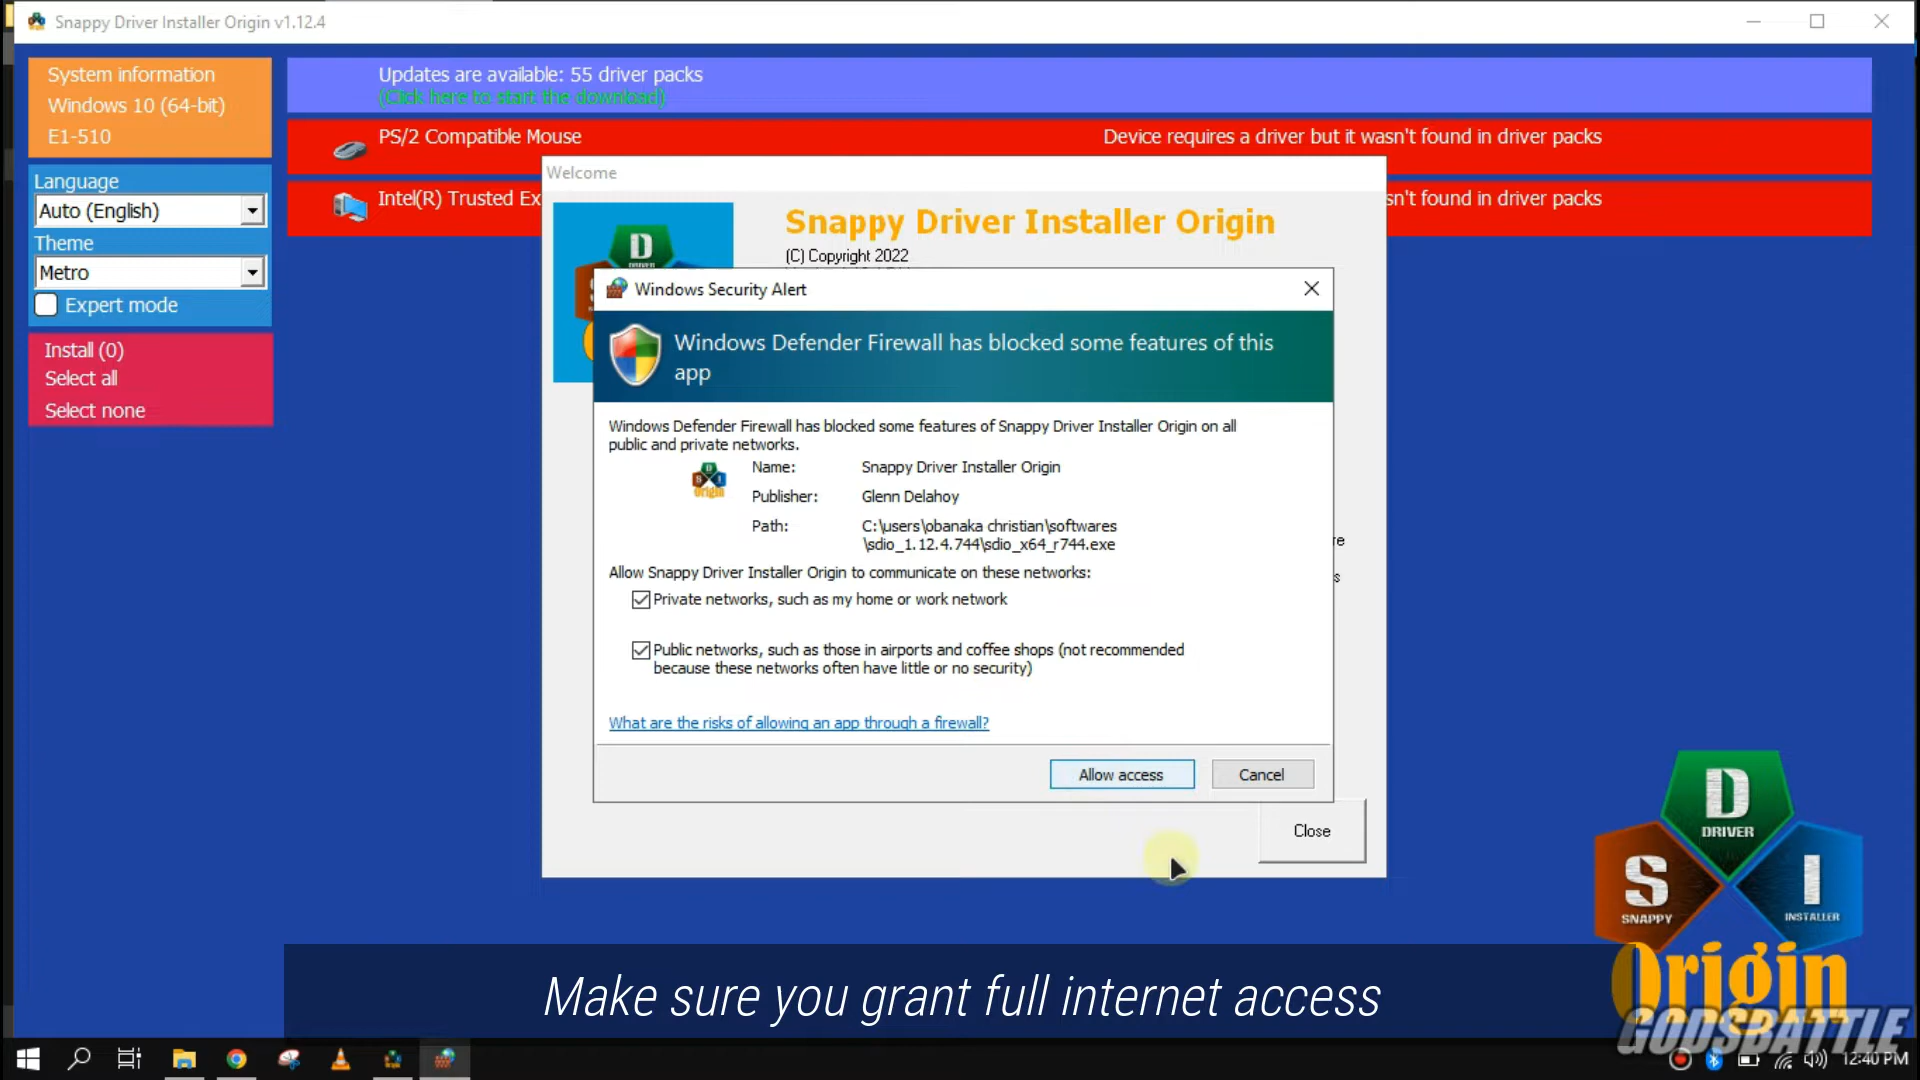 Snappy Driver Installer Origin v1.12.4
System information
Windows 10 (64-bit)
E1-510
Updates are available: 55 driver packs
(Click here to start the download)
PS/2 Compatible Mouse
Device requires a driver but it wasn't found in driver packs
Intel(R) Trusted Ex
sn't found in driver packs
Language
Auto (English)
Theme
Metro
Expert mode
Install (0)
Select all
Select none
Welcome
Snappy Driver Installer Origin
(C) Copyright 2022
D
Windows Security Alert
Windows Defender Firewall has blocked some features of this
app
Windows Defender Firewall has blocked some features of Snappy Driver Installer Origin on all
public and private networks.
Name: Snappy Driver Installer Origin
Publisher: Glenn Delahoy
Path: C:\users\obanaka christian\softwares
\sdio_1.12.4.744\sdio_x64_r744.exe
Allow Snappy Driver Installer Origin to communicate on these networks:
Private networks, such as my home or work network
Public networks, such as those in airports and coffee shops (not recommended
because these networks often have little or no security)
What are the risks of allowing an app through a firewall?
Allow access
Cancel
Close
D
DRIVER
S
SNAPPY
I
INSTALLER
Origin
Make sure you grant full internet access
GODSBATTLE
12:40 PM